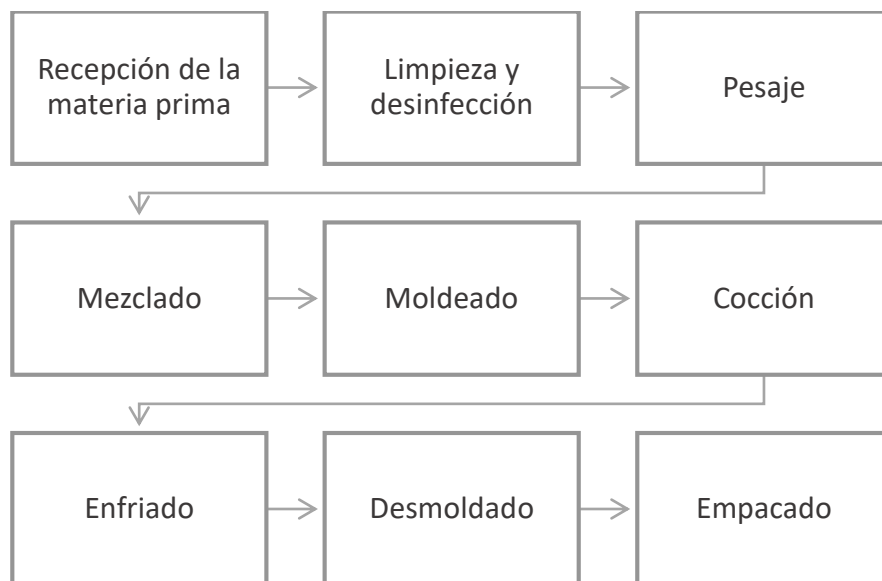 Recepción de la
materia prima
Limpieza y
desinfección
Pesaje
Mezclado
Moldeado
Cocción
Enfriado
Desmoldado
Empacado